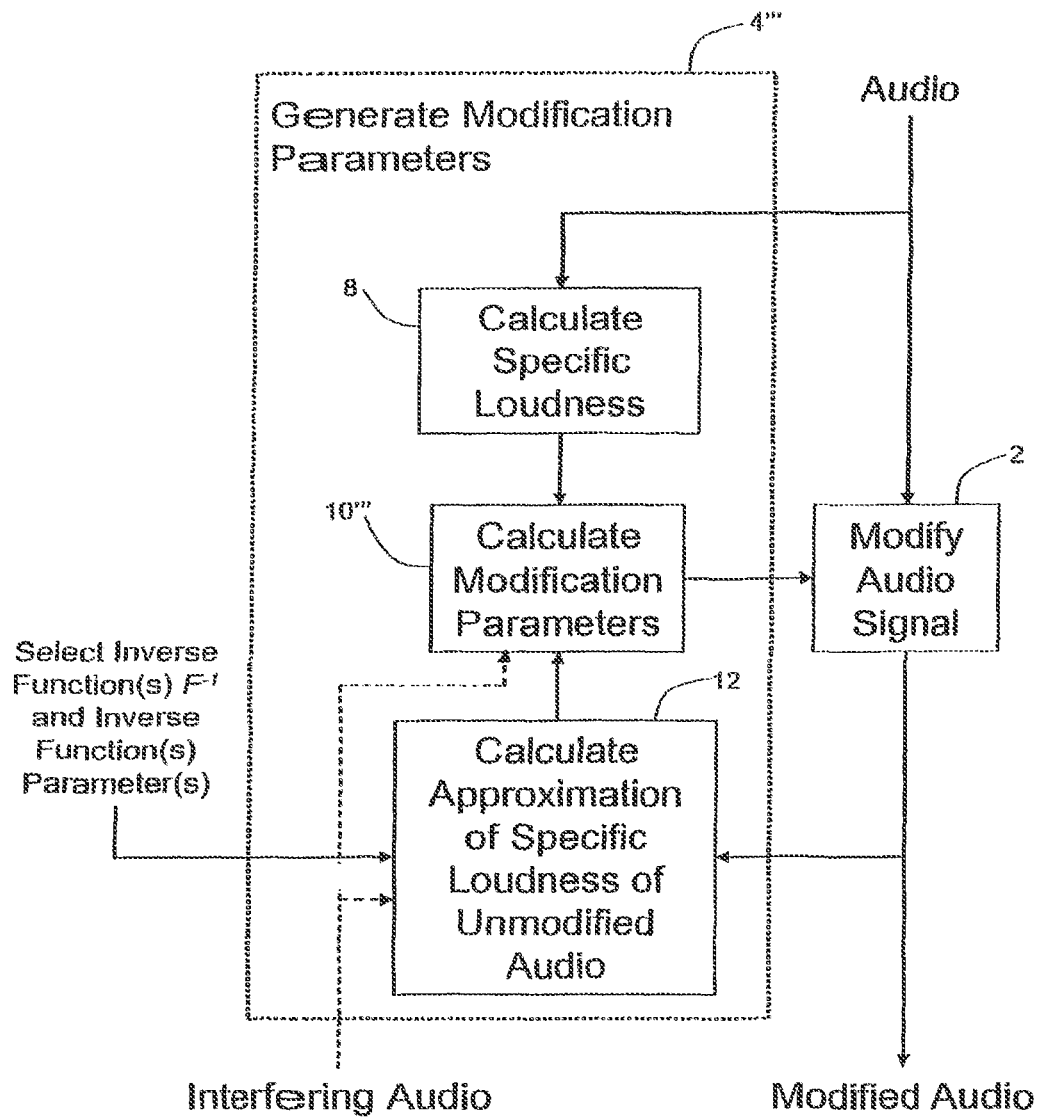 4'''
Generate Modification
Parameters
Audio
8
Calculate
Specific
Loudness
10'''
Calculate
Modification
Parameters
2
Modify
Audio
Signal
Select Inverse
Function(s) F⁻¹
and Inverse
Function(s)
Parameter(s)
12
Calculate
Approximation
of Specific
Loudness of
Unmodified
Audio
Interfering Audio
Modified Audio